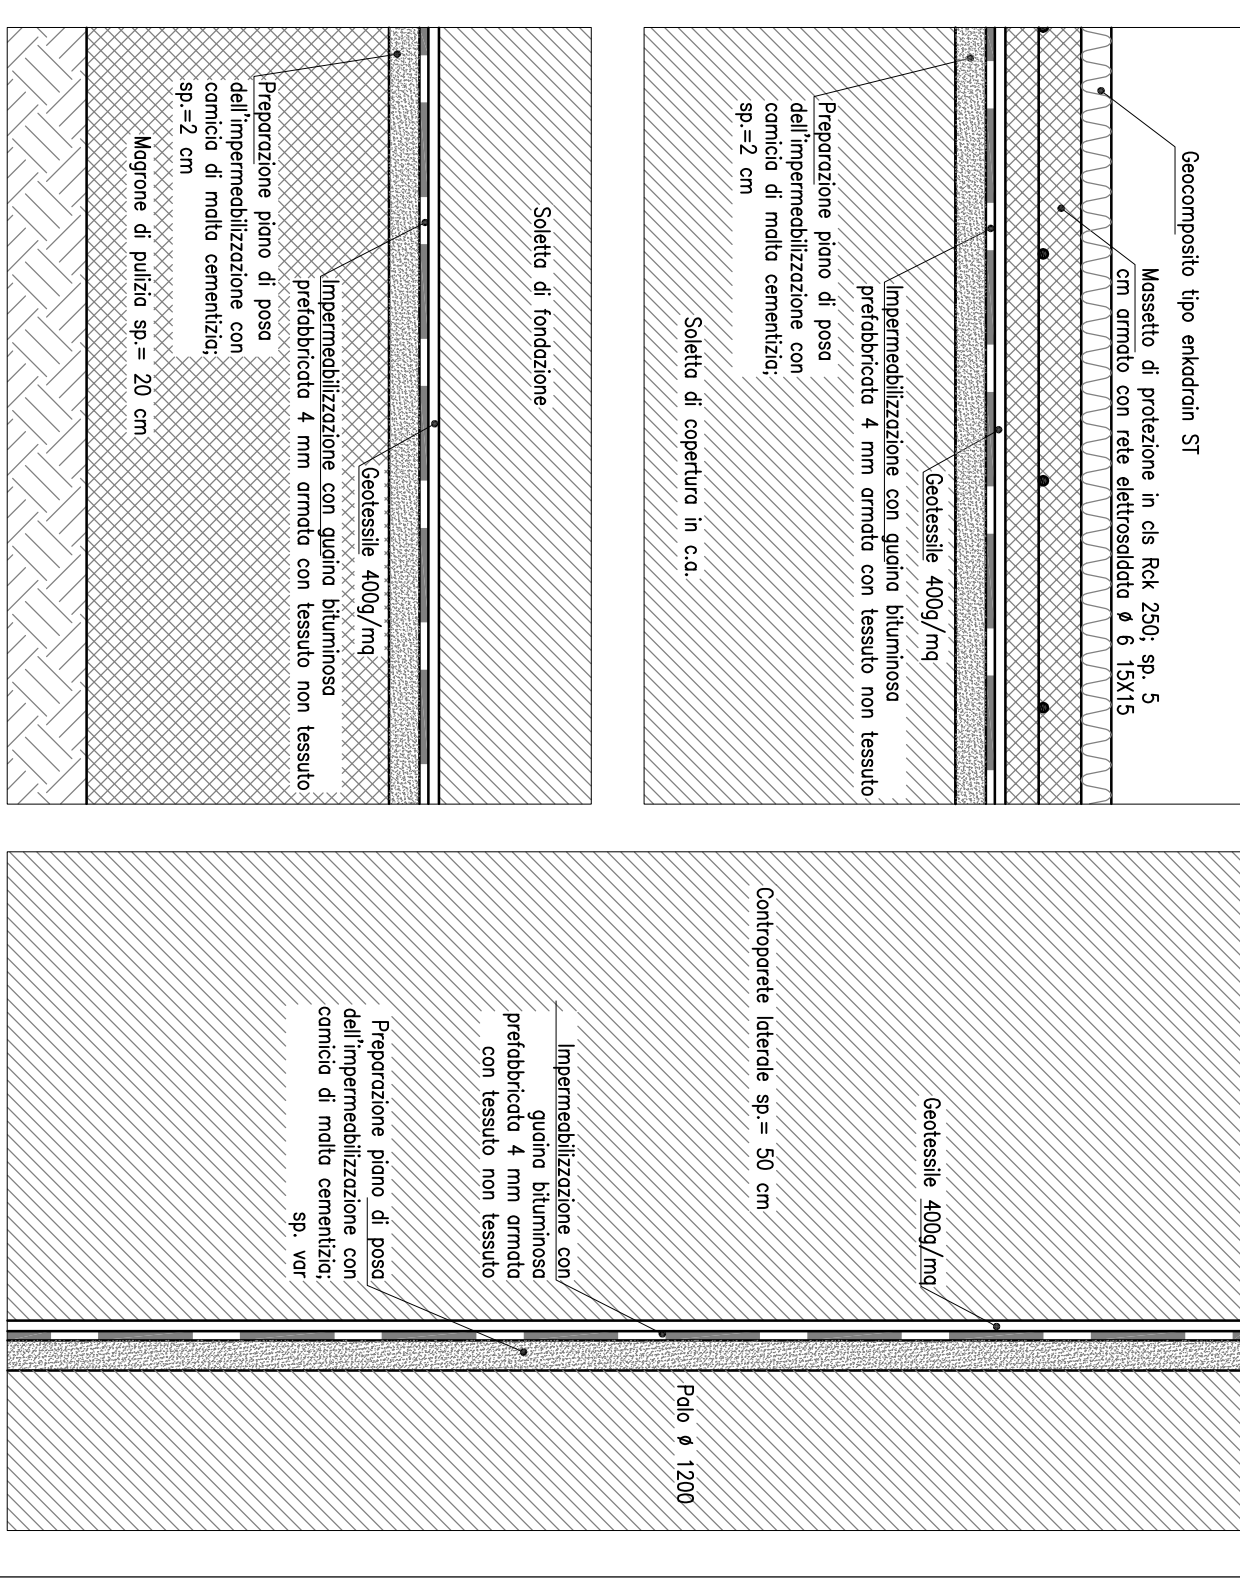 Geocomposito tipo enkadrain ST
Massetto di protezione in cls Rck 250; sp. 5
cm armato con rete elettrosaldata ø 6 15X15
Geotessile 400g/mq
Impermeabilizzazione con guaina bituminosa
prefabbricata 4 mm armata con tessuto non tessuto
Preparazione piano di posa
dell'impermeabilizzazione con
camicia di malta cementizia;
sp.=2 cm
Soletta di copertura in c.a.
Soletta di fondazione
Geotessile 400g/mq
Impermeabilizzazione con guaina bituminosa
prefabbricata 4 mm armata con tessuto non tessuto
Preparazione piano di posa
dell'impermeabilizzazione con
camicia di malta cementizia;
sp.=2 cm
Magrone di pulizia sp.= 20 cm
Geotessile 400g/mq
Controparete laterale sp.= 50 cm
Palo ø 1200
Impermeabilizzazione con
guaina bituminosa
prefabbricata 4 mm armata
con tessuto non tessuto
Preparazione piano di posa
dell'impermeabilizzazione con
camicia di malta cementizia;
sp. var